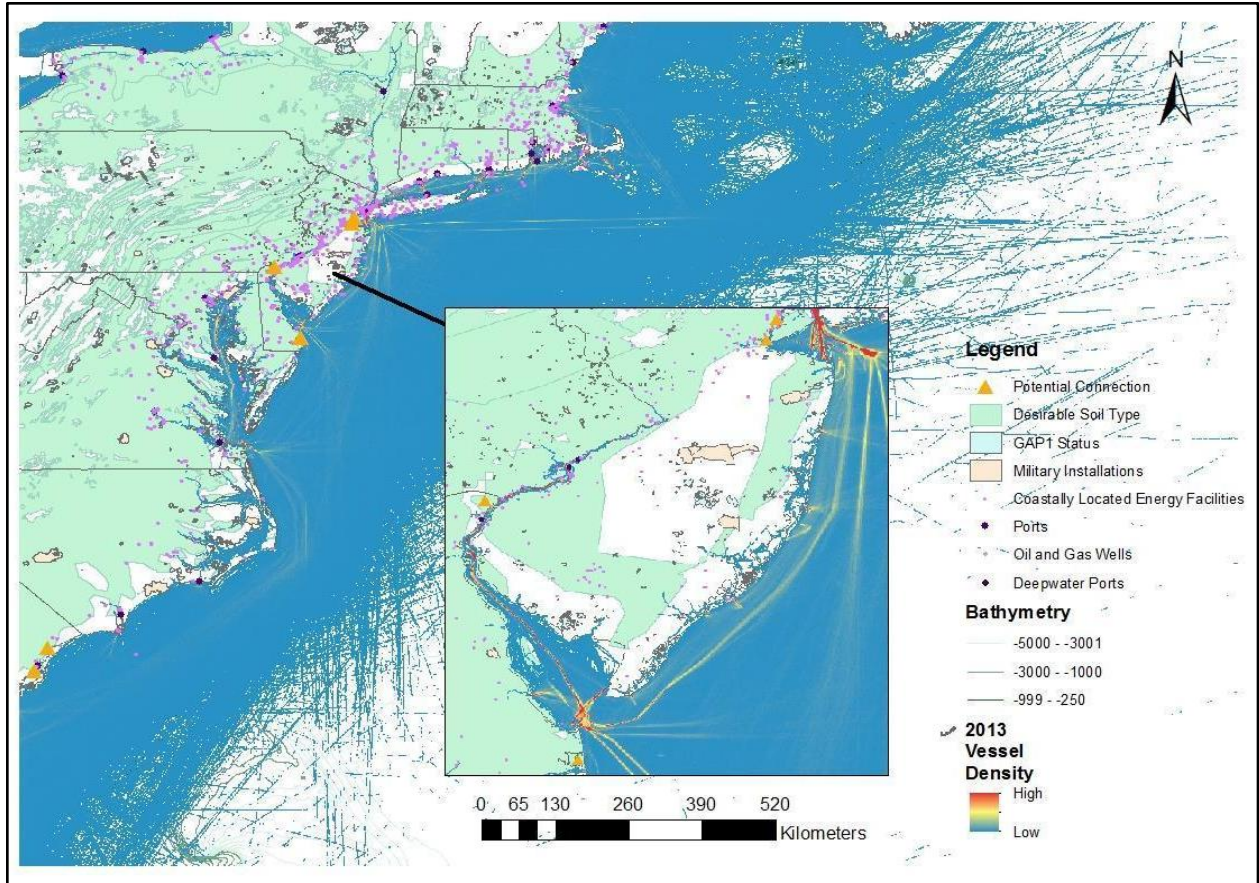 N
Legend
Potential Connection
Desirable Soil Type
GAP1 Status
Military Installations
Coastally Located Energy Facilities
Ports
Oil and Gas Wells
Deepwater Ports
Bathymetry
-5000 - -3001
-3000 - -1000
-999 - -250
2013
Vessel
Density
High
Low
0 65 130 260 390 520
Kilometers